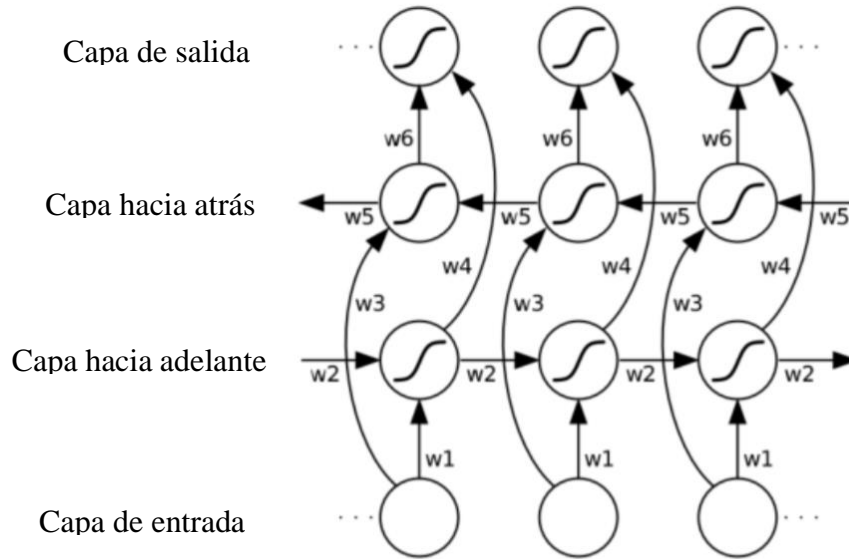 Capa de salida
w6 w6 w6
Capa hacia atrás
w5 w5 w5 w5
w4 w4 w4
w3 w3 w3
Capa hacia adelante
w2 w2 w2 w2
w1 w1 w1
Capa de entrada